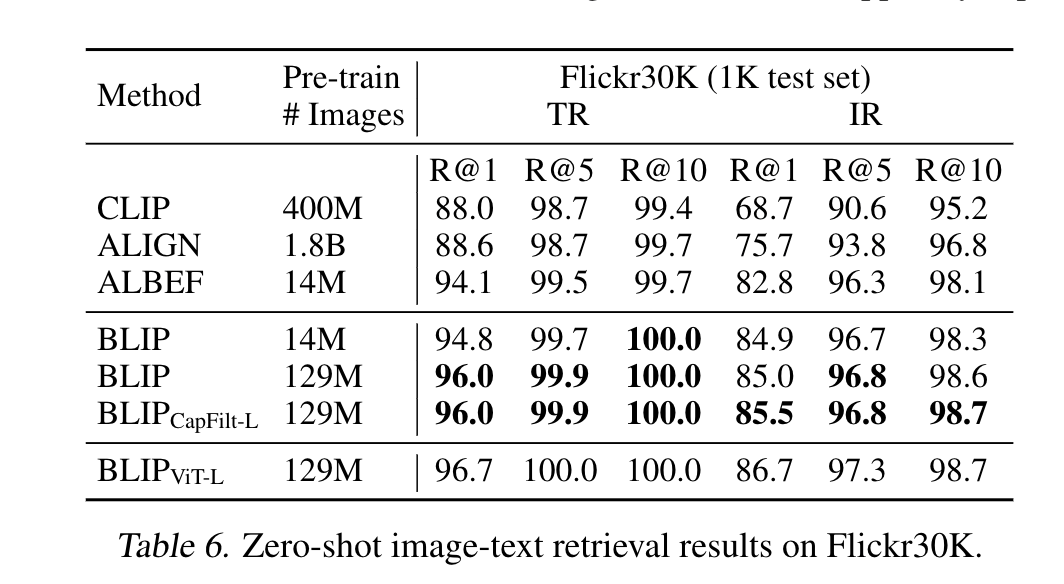 Method Pre-train # Images Flickr30K (1K test set)
TR IR
R@1 R@5 R@10 R@1 R@5 R@10
CLIP 400M 88.0 98.7 99.4 68.7 90.6 95.2
ALIGN 1.8B 88.6 98.7 99.7 75.7 93.8 96.8
ALBEF 14M 94.1 99.5 99.7 82.8 96.3 98.1
BLIP 14M 94.8 99.7 100.0 84.9 96.7 98.3
BLIP 129M 96.0 99.9 100.0 85.0 96.8 98.6
BLIP CapFilt-L 129M 96.0 99.9 100.0 85.5 96.8 98.7
BLIP ViT-L 129M 96.7 100.0 100.0 86.7 97.3 98.7
Table 6. Zero-shot image-text retrieval results on Flickr30K.